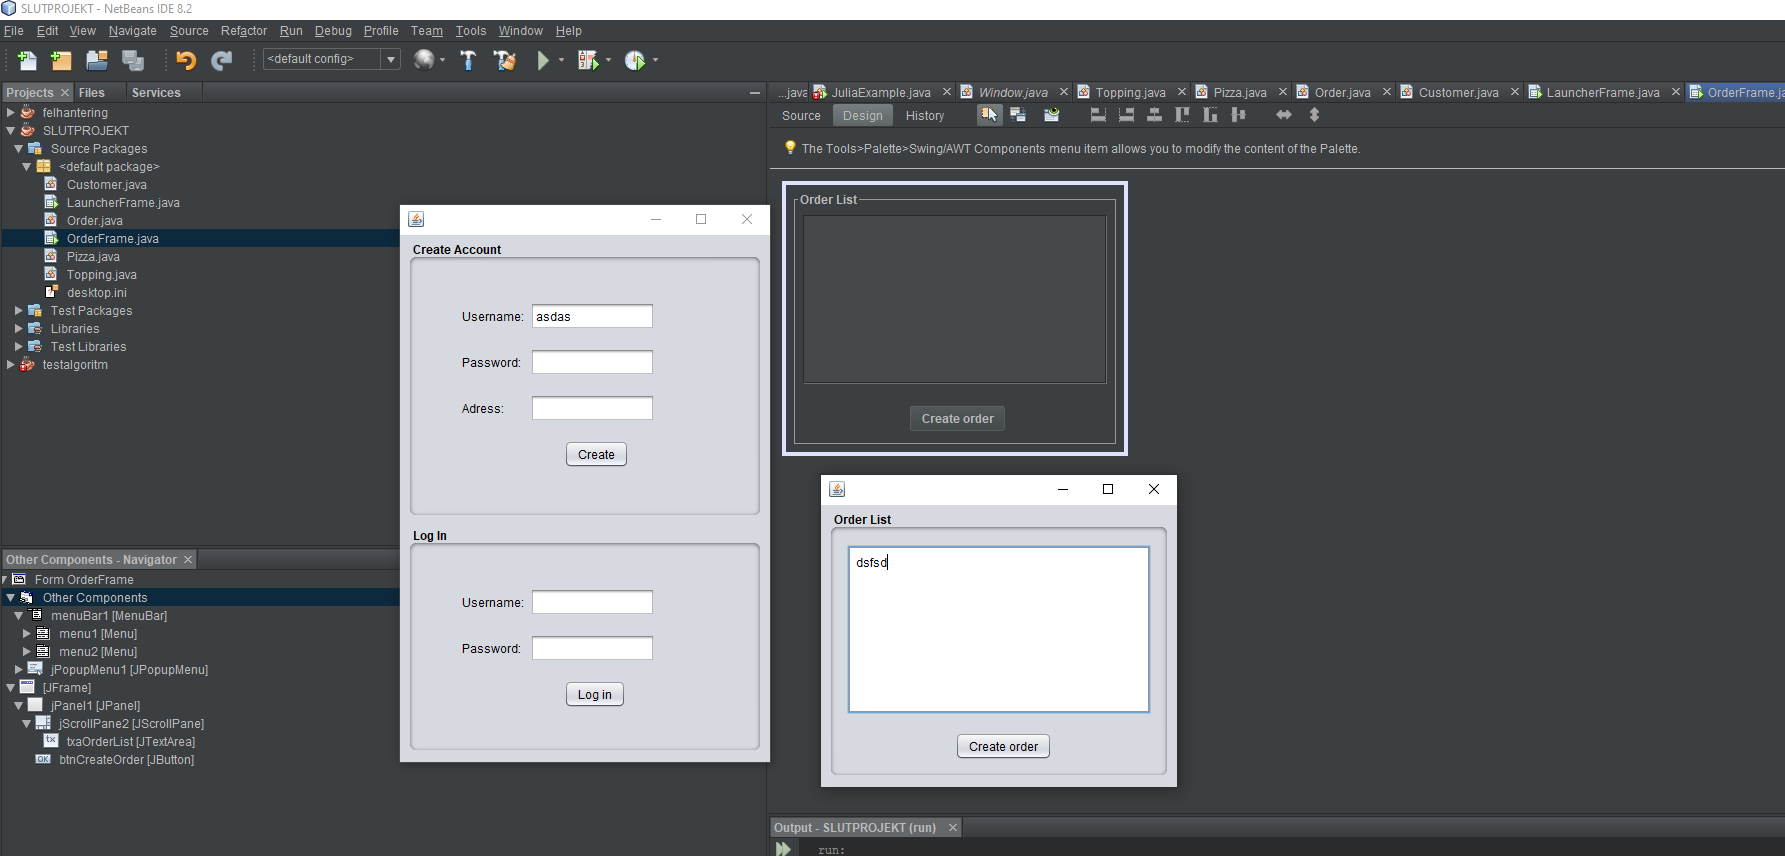 SLUTPROJEKT - NetBeans IDE 8.2
File Edit View Navigate Source Refactor Run Debug Profile Team Tools Window Help
<default config>
Projects Files Services
felhantering
SLUTPROJEKT
Source Packages
<default package>
Customer.java
LauncherFrame.java
Order.java
OrderFrame.java
Pizza.java
Topping.java
desktop.ini
Test Packages
Libraries
Test Libraries
testalgoritm
Other Components - Navigator
Form OrderFrame
Other Components
menuBar1 [MenuBar]
menu1 [Menu]
menu2 [Menu]
jPopupMenu1 [JPopupMenu]
[JFrame]
jPanel1 [JPanel]
jScrollPane2 [JScrollPane]
txaOrderList [JTextArea]
btnCreateOrder [JButton]
Create Account
Username: asdas
Password:
Adress:
Create
Log In
Username:
Password:
Log in
...java JuliaExample.java Window.java Topping.java Pizza.java Order.java Customer.java LauncherFrame.java OrderFrame.ja
Source Design History
The Tools>Palette>Swing/AWT Components menu item allows you to modify the content of the Palette.
Order List
Create order
Order List
dsfsd
Create order
Output - SLUTPROJEKT (run)
run: